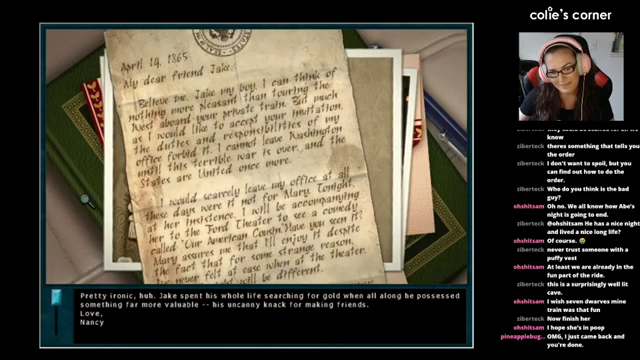 colie's corner
April 14, 1865
My dear friend Jake,
Believe me, Jake my boy, I can think of
nothing more pleasant than touring the
West aboard your private train. But much
as I would like to accept your invitation,
the duties and responsibilities of my
office forbid it. I cannot leave Washington
until this terrible war is over, and the
States are United once more.
I would scarcely leave my office at all
these days were it not for Mary. Tonight,
at her insistence, I will be accompanying
her to the Ford Theater to see a comedy
called "Our American Cousin." Have you seen it?
Mary assures me that I'll enjoy it despite
the fact that for some strange reason,
I've never felt at ease when at the theater.
will be different.
Pretty ironic, huh. Jake spent his whole life searching for gold when all along he possessed
something far more valuable -- his uncanny knack for making friends.
Love,
Nancy
know
ziberteck theres something that tells you
the order
ziberteck I don't want to spoil, but you
can find out how to do the
order.
ziberteck Who do you think is the bad
guy?
ohshitsam Oh no. We all know how Abe's
night is going to end.
ziberteck @ohshitsam He has a nice night
and lived a nice long life?
ohshitsam Of course. 😂
ziberteck never trust someone with a
puffy vest
ohshitsam At least we are already in the
fun part of the ride.
ziberteck this is a surprisingly well lit
cave.
ohshitsam I wish seven dwarves mine
train was that fun
ziberteck Now finish her
ohshitsam I hope she's in poop
pineapplebug... OMG, I just came back and
you're done.